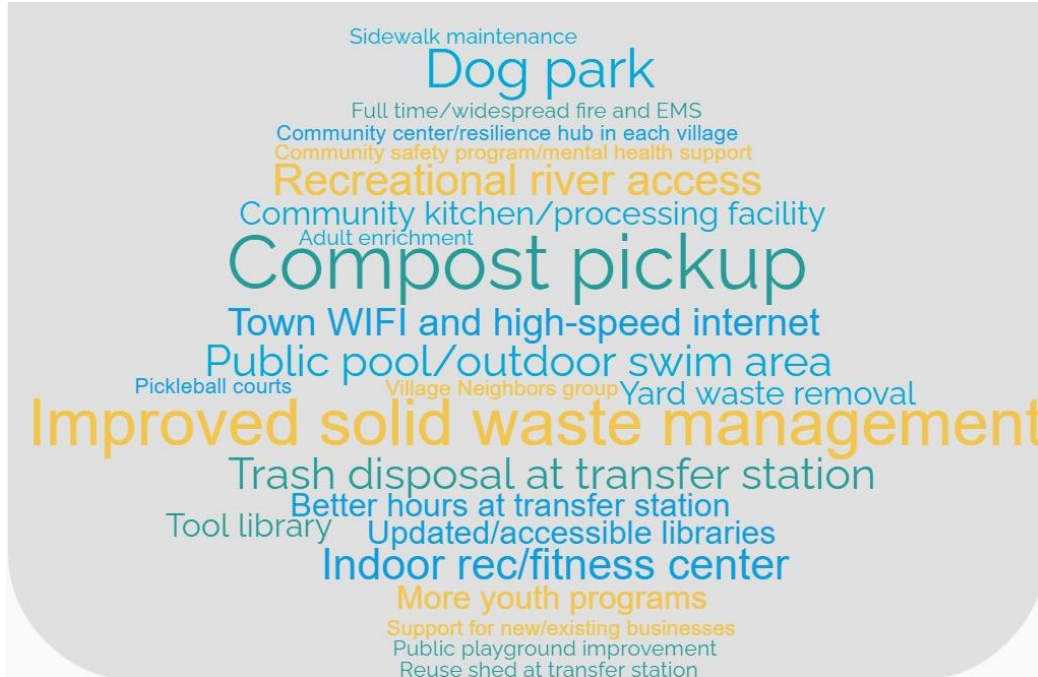 Sidewalk maintenance
Dog park
Full time/widespread fire and EMS
Community center/resilience hub in each village
Community safety program/mental health support
Recreational river access
Community kitchen/processing facility
Adult enrichment
Compost pickup
Town WIFI and high-speed internet
Public pool/outdoor swim area
Pickleball courts
Village Neighbors group
Yard waste removal
Improved solid waste management
Trash disposal at transfer station
Better hours at transfer station
Tool library
Updated/accessible libraries
Indoor rec/fitness center
More youth programs
Support for new/existing businesses
Public playground improvement
Reuse shed at transfer station